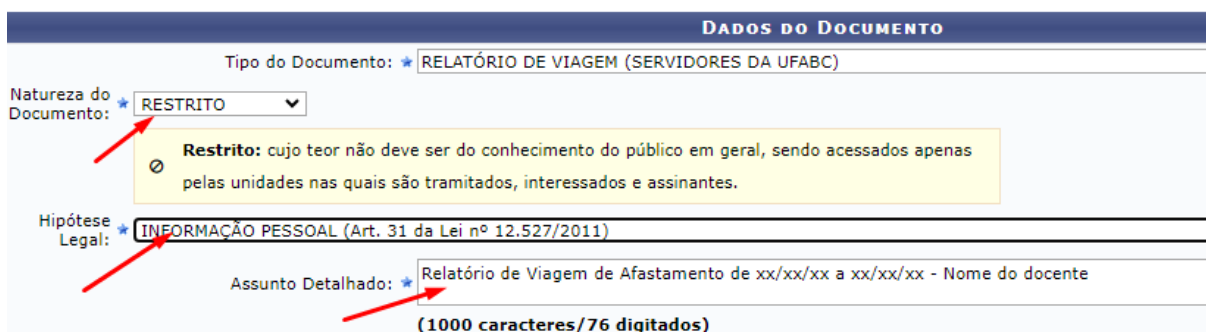 DADOS DO DOCUMENTO
Tipo do Documento: RELATÓRIO DE VIAGEM (SERVIDORES DA UFABC)
Natureza do Documento: RESTRITO
Restrito: cujo teor não deve ser do conhecimento do público em geral, sendo acessados apenas
pelas unidades nas quais são tramitados, interessados e assinantes.
Hipótese Legal: INFORMAÇÃO PESSOAL (Art. 31 da Lei nº 12.527/2011)
Assunto Detalhado: Relatório de Viagem de Afastamento de xx/xx/xx a xx/xx/xx - Nome do docente
(1000 caracteres/76 digitados)